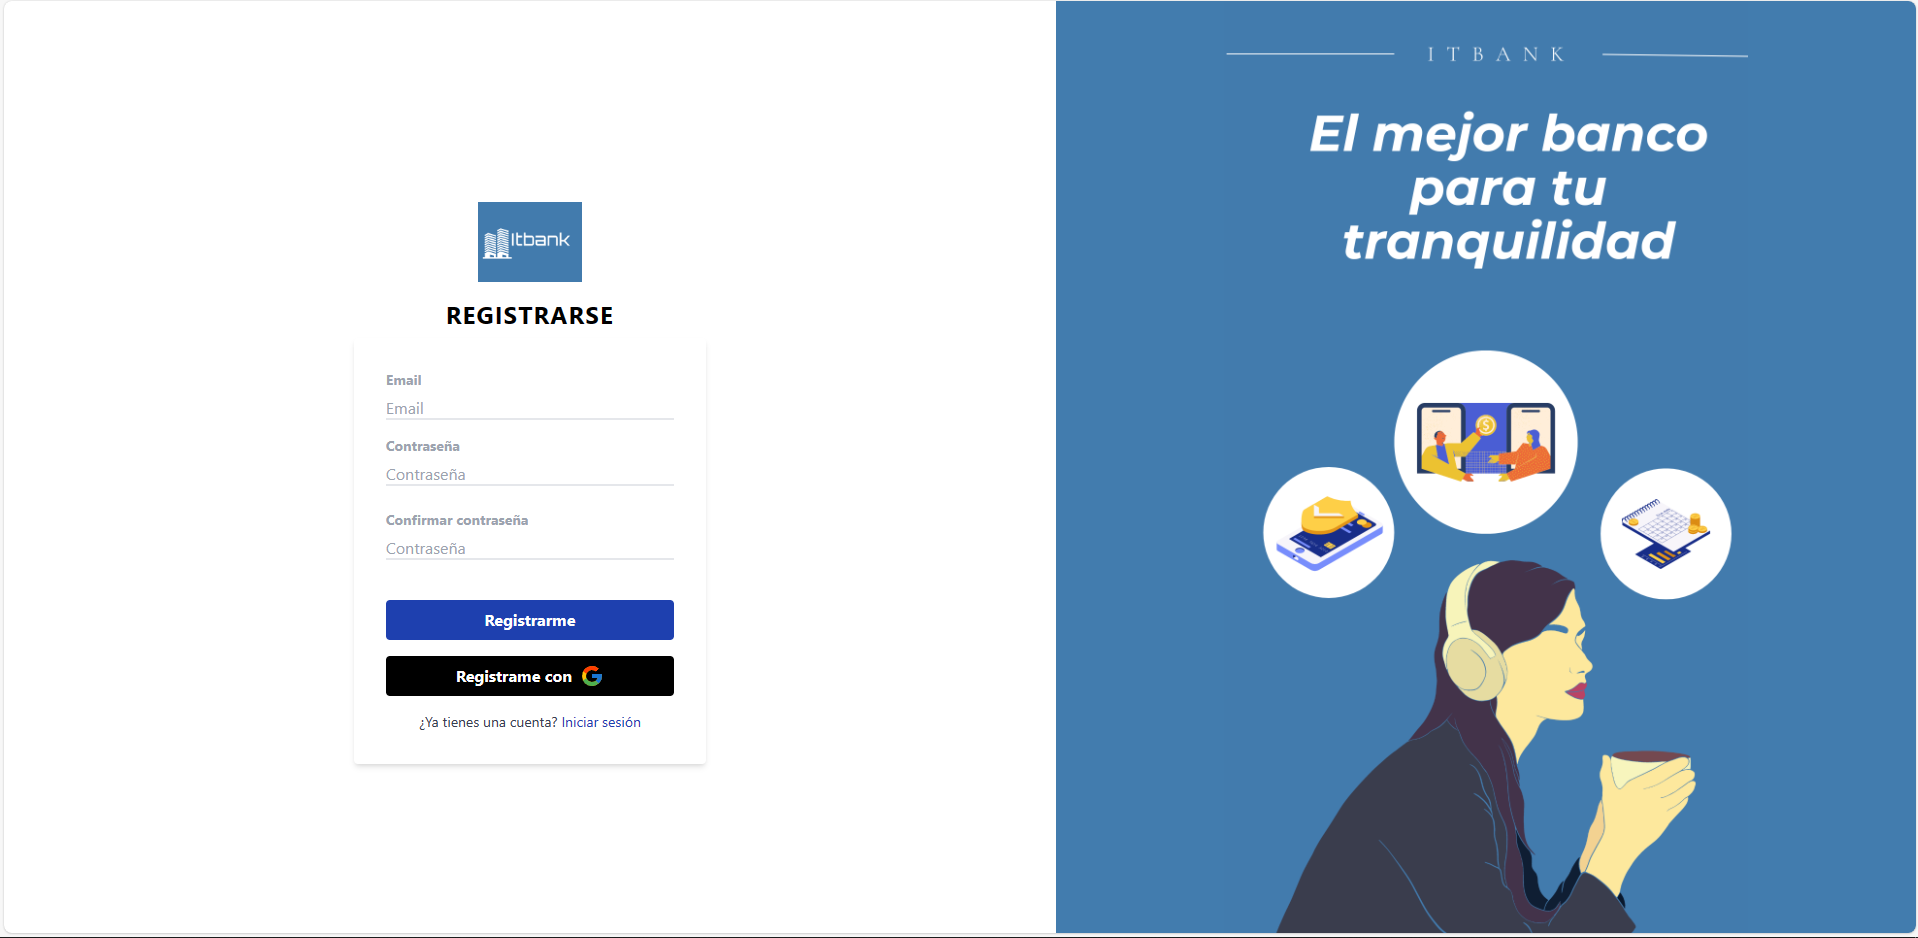 Itbank
REGISTRARSE
Email
Email
Contraseña
Contraseña
Confirmar contraseña
Contraseña
Registrarme
Registrame con
¿Ya tienes una cuenta? Iniciar sesión
ITBANK
El mejor banco
para tu
tranquilidad